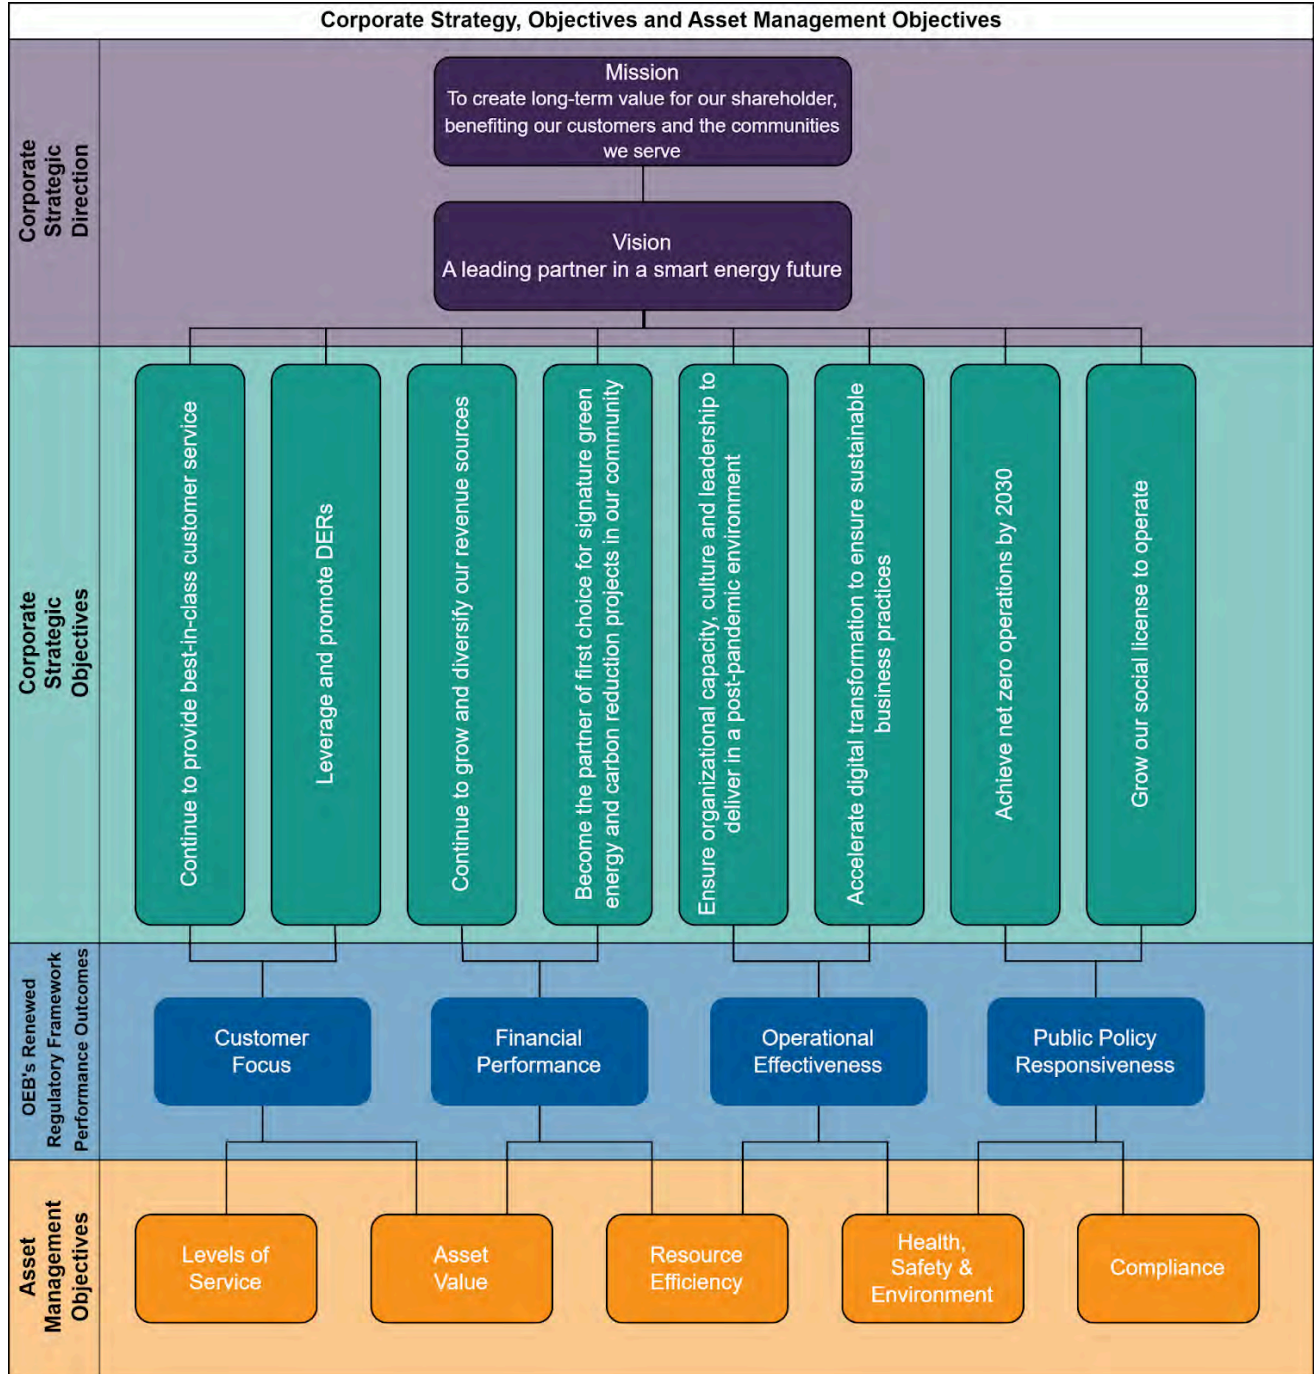 Corporate Strategy, Objectives and Asset Management Objectives
Corporate
Strategic
Direction
Mission
To create long-term value for our shareholder,
benefiting our customers and the communities
we serve
Vision
A leading partner in a smart energy future
Corporate
Strategic
Objectives
Continue to provide best-in-class customer service
Leverage and promote DERs
Continue to grow and diversify our revenue sources
Become the partner of first choice for signature green
energy and carbon reduction projects in our community
Ensure organizational capacity, culture and leadership to
deliver in a post-pandemic environment
Accelerate digital transformation to ensure sustainable
business practices
Achieve net zero operations by 2030
Grow our social license to operate
OEB's Renewed
Regulatory Framework
Performance Outcomes
Customer
Focus
Financial
Performance
Operational
Effectiveness
Public Policy
Responsiveness
Asset
Management
Objectives
Levels of
Service
Asset
Value
Resource
Efficiency
Health,
Safety &
Environment
Compliance